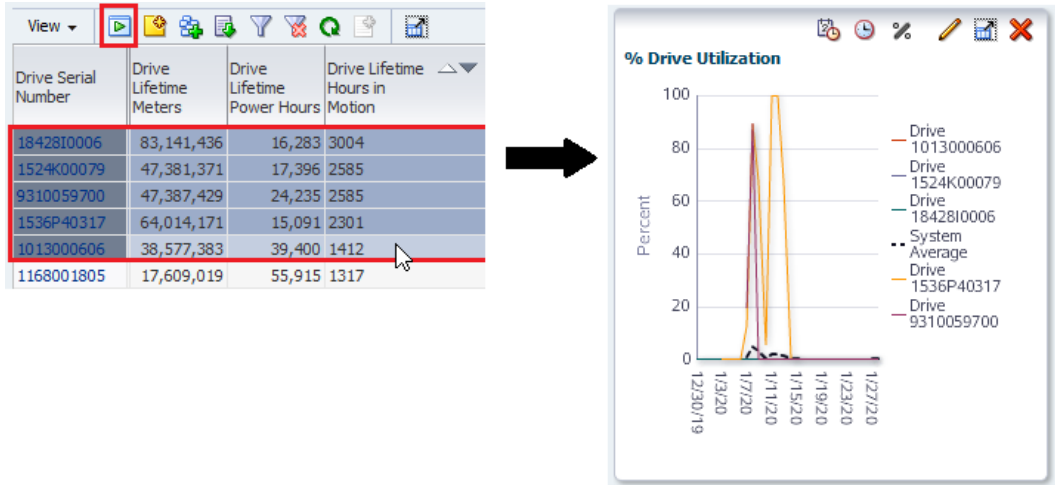 View
Drive Serial
Number
Drive
Lifetime
Meters
Drive
Lifetime
Power Hours
Drive Lifetime
Hours in
Motion
18428I0006 83,141,436 16,283 3004
1524K00079 47,381,371 17,396 2585
9310059700 47,387,429 24,235 2585
1536P40317 64,014,171 15,091 2301
1013000606 38,577,383 39,400 1412
1168001805 17,609,019 55,915 1317
% Drive Utilization
100
80
60
40
20
0
Percent
12/30/19
1/3/20
1/7/20
1/11/20
1/15/20
1/19/20
1/23/20
1/27/20
Drive
1013000606
Drive
1524K00079
Drive
18428I0006
System
Average
Drive
1536P40317
Drive
9310059700